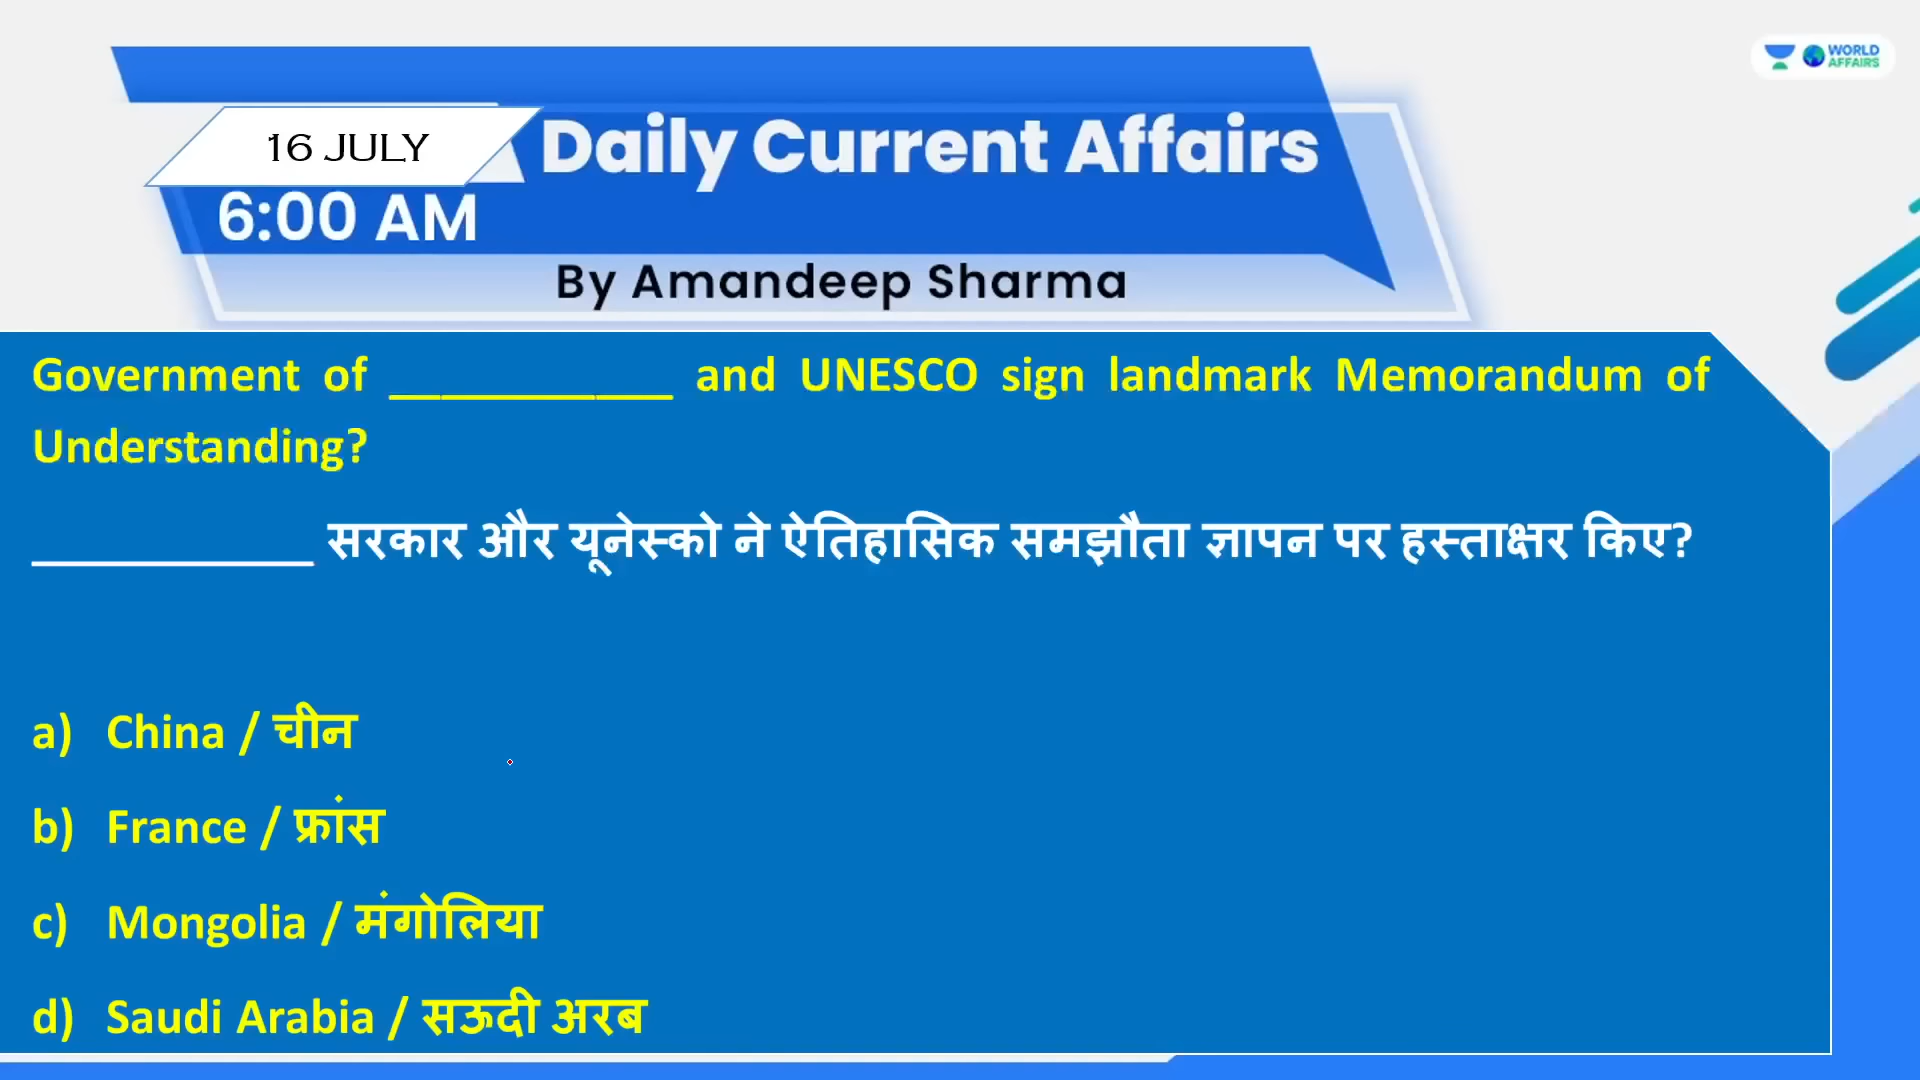 WORLD
AFFAIRS
16 JULY
Daily Current Affairs
6:00 AM
By Amandeep Sharma
Government of ___________ and UNESCO sign landmark Memorandum of
Understanding?
___________ सरकार और यूनेस्को ने ऐतिहासिक समझौता ज्ञापन पर हस्ताक्षर किए?
a) China / चीन
b) France / फ्रांस
c) Mongolia / मंगोलिया
d) Saudi Arabia / सऊदी अरब